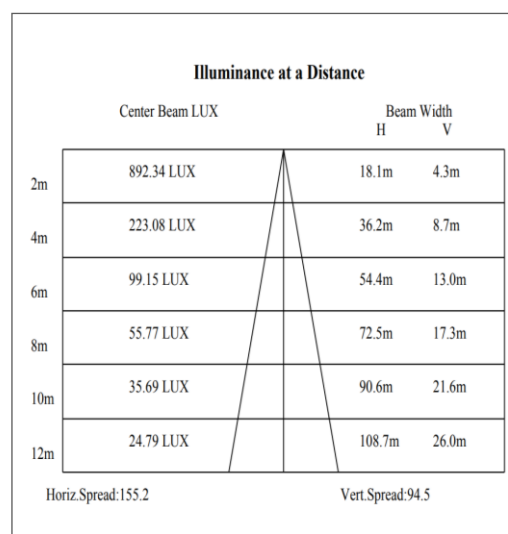 Illuminance at a Distance
Center Beam LUX Beam Width
H V
2m 892.34 LUX 18.1m 4.3m
4m 223.08 LUX 36.2m 8.7m
6m 99.15 LUX 54.4m 13.0m
8m 55.77 LUX 72.5m 17.3m
10m 35.69 LUX 90.6m 21.6m
12m 24.79 LUX 108.7m 26.0m
Horiz.Spread:155.2 Vert.Spread:94.5